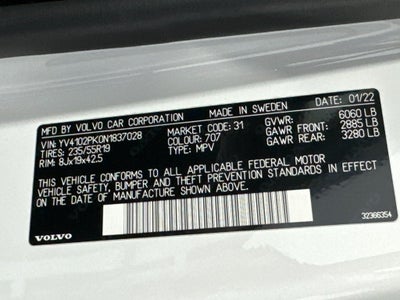 MFD. BY VOLVO CAR CORPORATION MADE IN SWEDEN DATE: 01/22
VIN: YV4102PK0N1837028 MARKET CODE: 31 GVWR: 6060 LB
TIRES: 235/55R19 COLOUR: 707 GAWR FRONT: 2885 LB
RIM: 8Jx19x42.5 TYPE: MPV GAWR REAR: 3280 LB
THIS VEHICLE CONFORMS TO ALL APPLICABLE FEDERAL MOTOR
VEHICLE SAFETY, BUMPER AND THEFT PREVENTION STANDARDS IN EFFECT
ON THE DATE OF MANUFACTURE SHOWN ABOVE
VOLVO 32366354